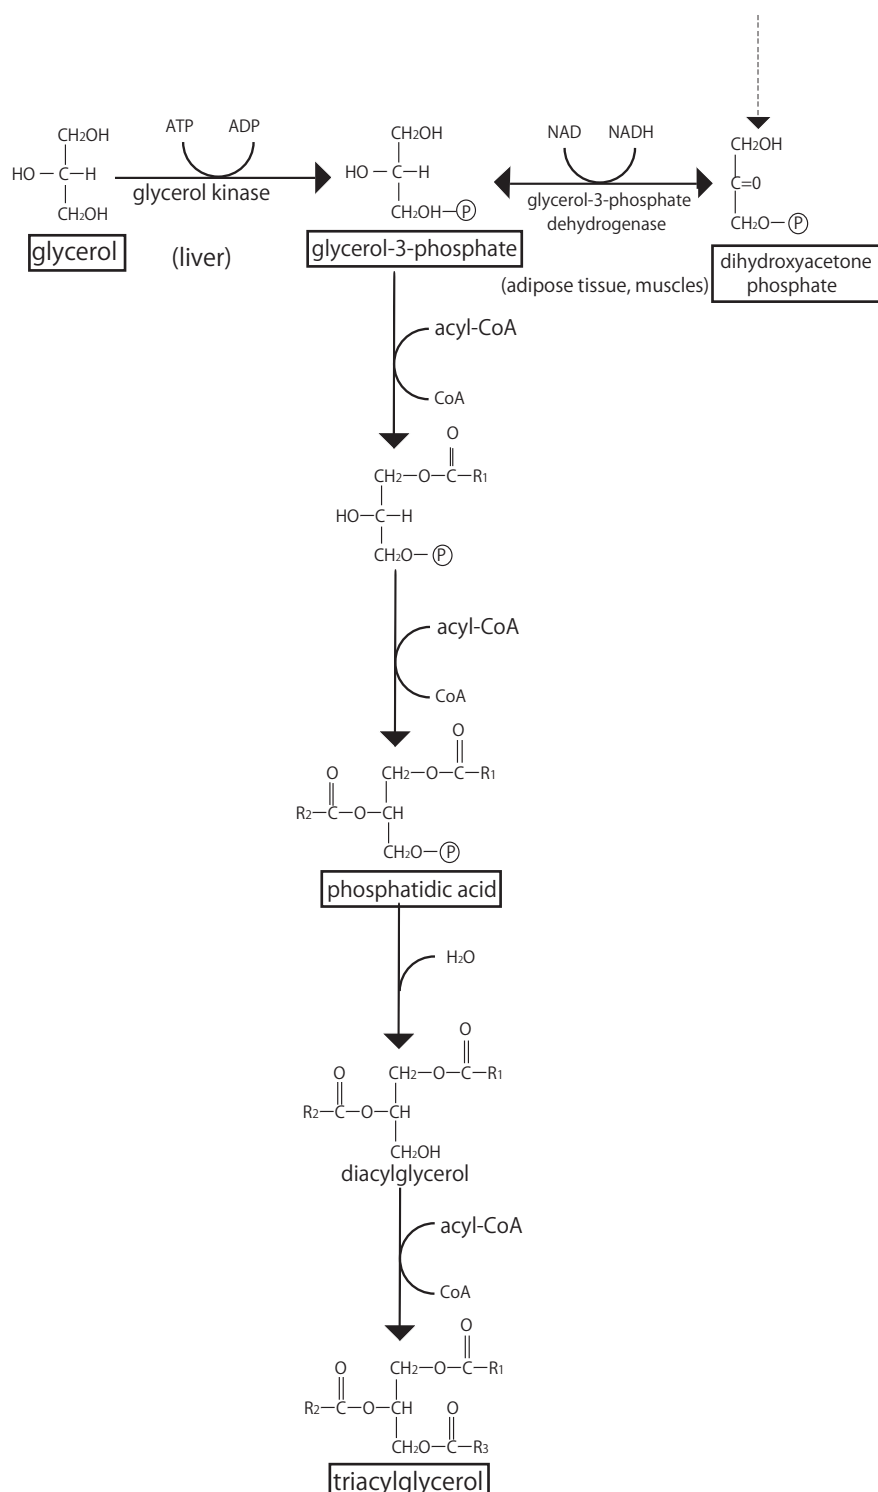 ATP ADP
NAD NADH
CH2OH
HO C H
CH2OH
glycerol
glycerol kinase
(liver)
CH2OH
HO C H
CH2OH P
glycerol-3-phosphate
glycerol-3-phosphate
dehydrogenase
(adipose tissue, muscles)
CH2OH
C=0
CH2O P
dihydroxyacetone
phosphate
acyl-CoA
CoA
O
CH2 O C R1
HO C H
CH2O P
acyl-CoA
CoA
O
O CH2 O C R1
R2 C O CH
CH2O P
phosphatidic acid
H2O
O
O CH2 O C R1
R2 C O CH
CH2OH
diacylglycerol
acyl-CoA
CoA
O
O CH2 O C R1
R2 C O CH O
CH2O C R3
triacylglycerol